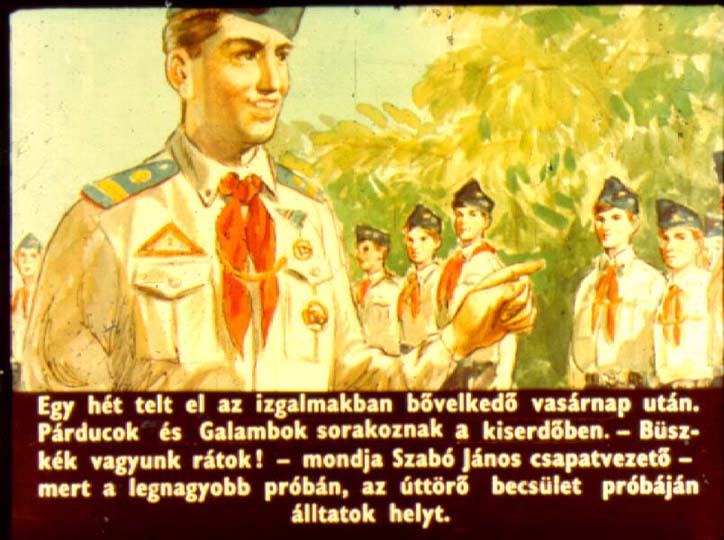 Egy hét telt el az izgalmakban bővelkedő vasárnap után.
Párducok és Galambok sorakoznak a kiserdőben. – Büsz-
kék vagyunk rátok! – mondja Szabó János csapatvezető –
mert a legnagyobb próbán, az úttörő becsület próbáján
álltatok helyt.